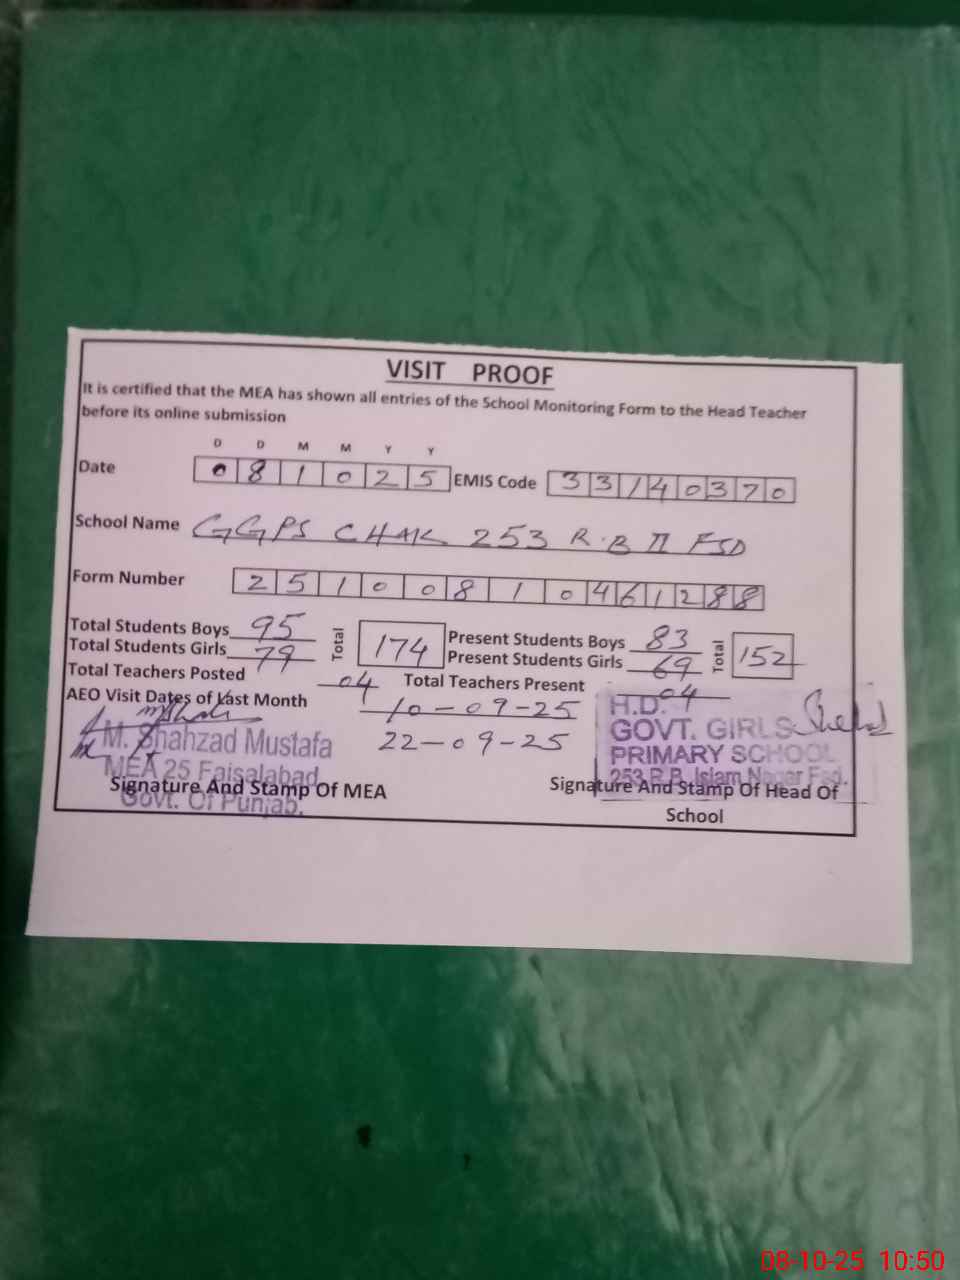 VISIT PROOF
It is certified that the MEA has shown all entries of the School Monitoring Form to the Head Teacher
before its online submission
D D M M Y Y
Date 0 8 1 0 2 5 EMIS Code 3 3 1 4 0 3 7 0
School Name GGPS CHAK 253 R.B II FSD
Form Number 2 5 1 0 0 8 1 0 4 6 1 2 8 8
Total Students Boys 95 Total 174 Present Students Boys 83 Total 152
Total Students Girls 79 Present Students Girls 69
Total Teachers Posted 04 Total Teachers Present 04
AEO Visit Dates of Last Month 10-09-25
22-09-25
M. Shahzad Mustafa
MEA 25 Faisalabad
Govt. Of Punjab.
Signature And Stamp Of MEA
H.D.
GOVT. GIRLS
PRIMARY SCHOOL
253 R.B. Islam Nagar Fsd.
Signature And Stamp Of Head Of
School
08-10-25 10:50